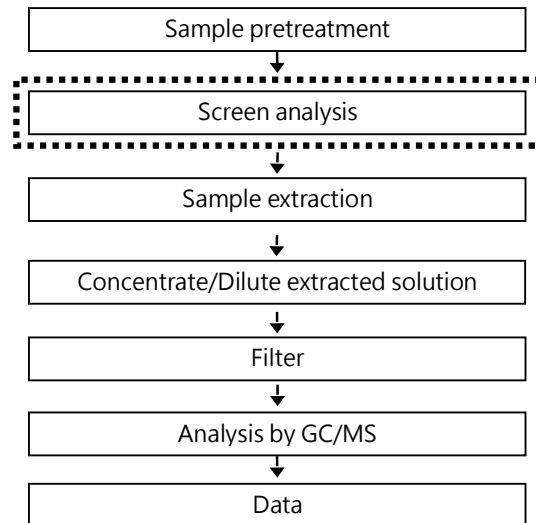 Sample pretreatment
Screen analysis
Sample extraction
Concentrate/Dilute extracted solution
Filter
Analysis by GC/MS
Data